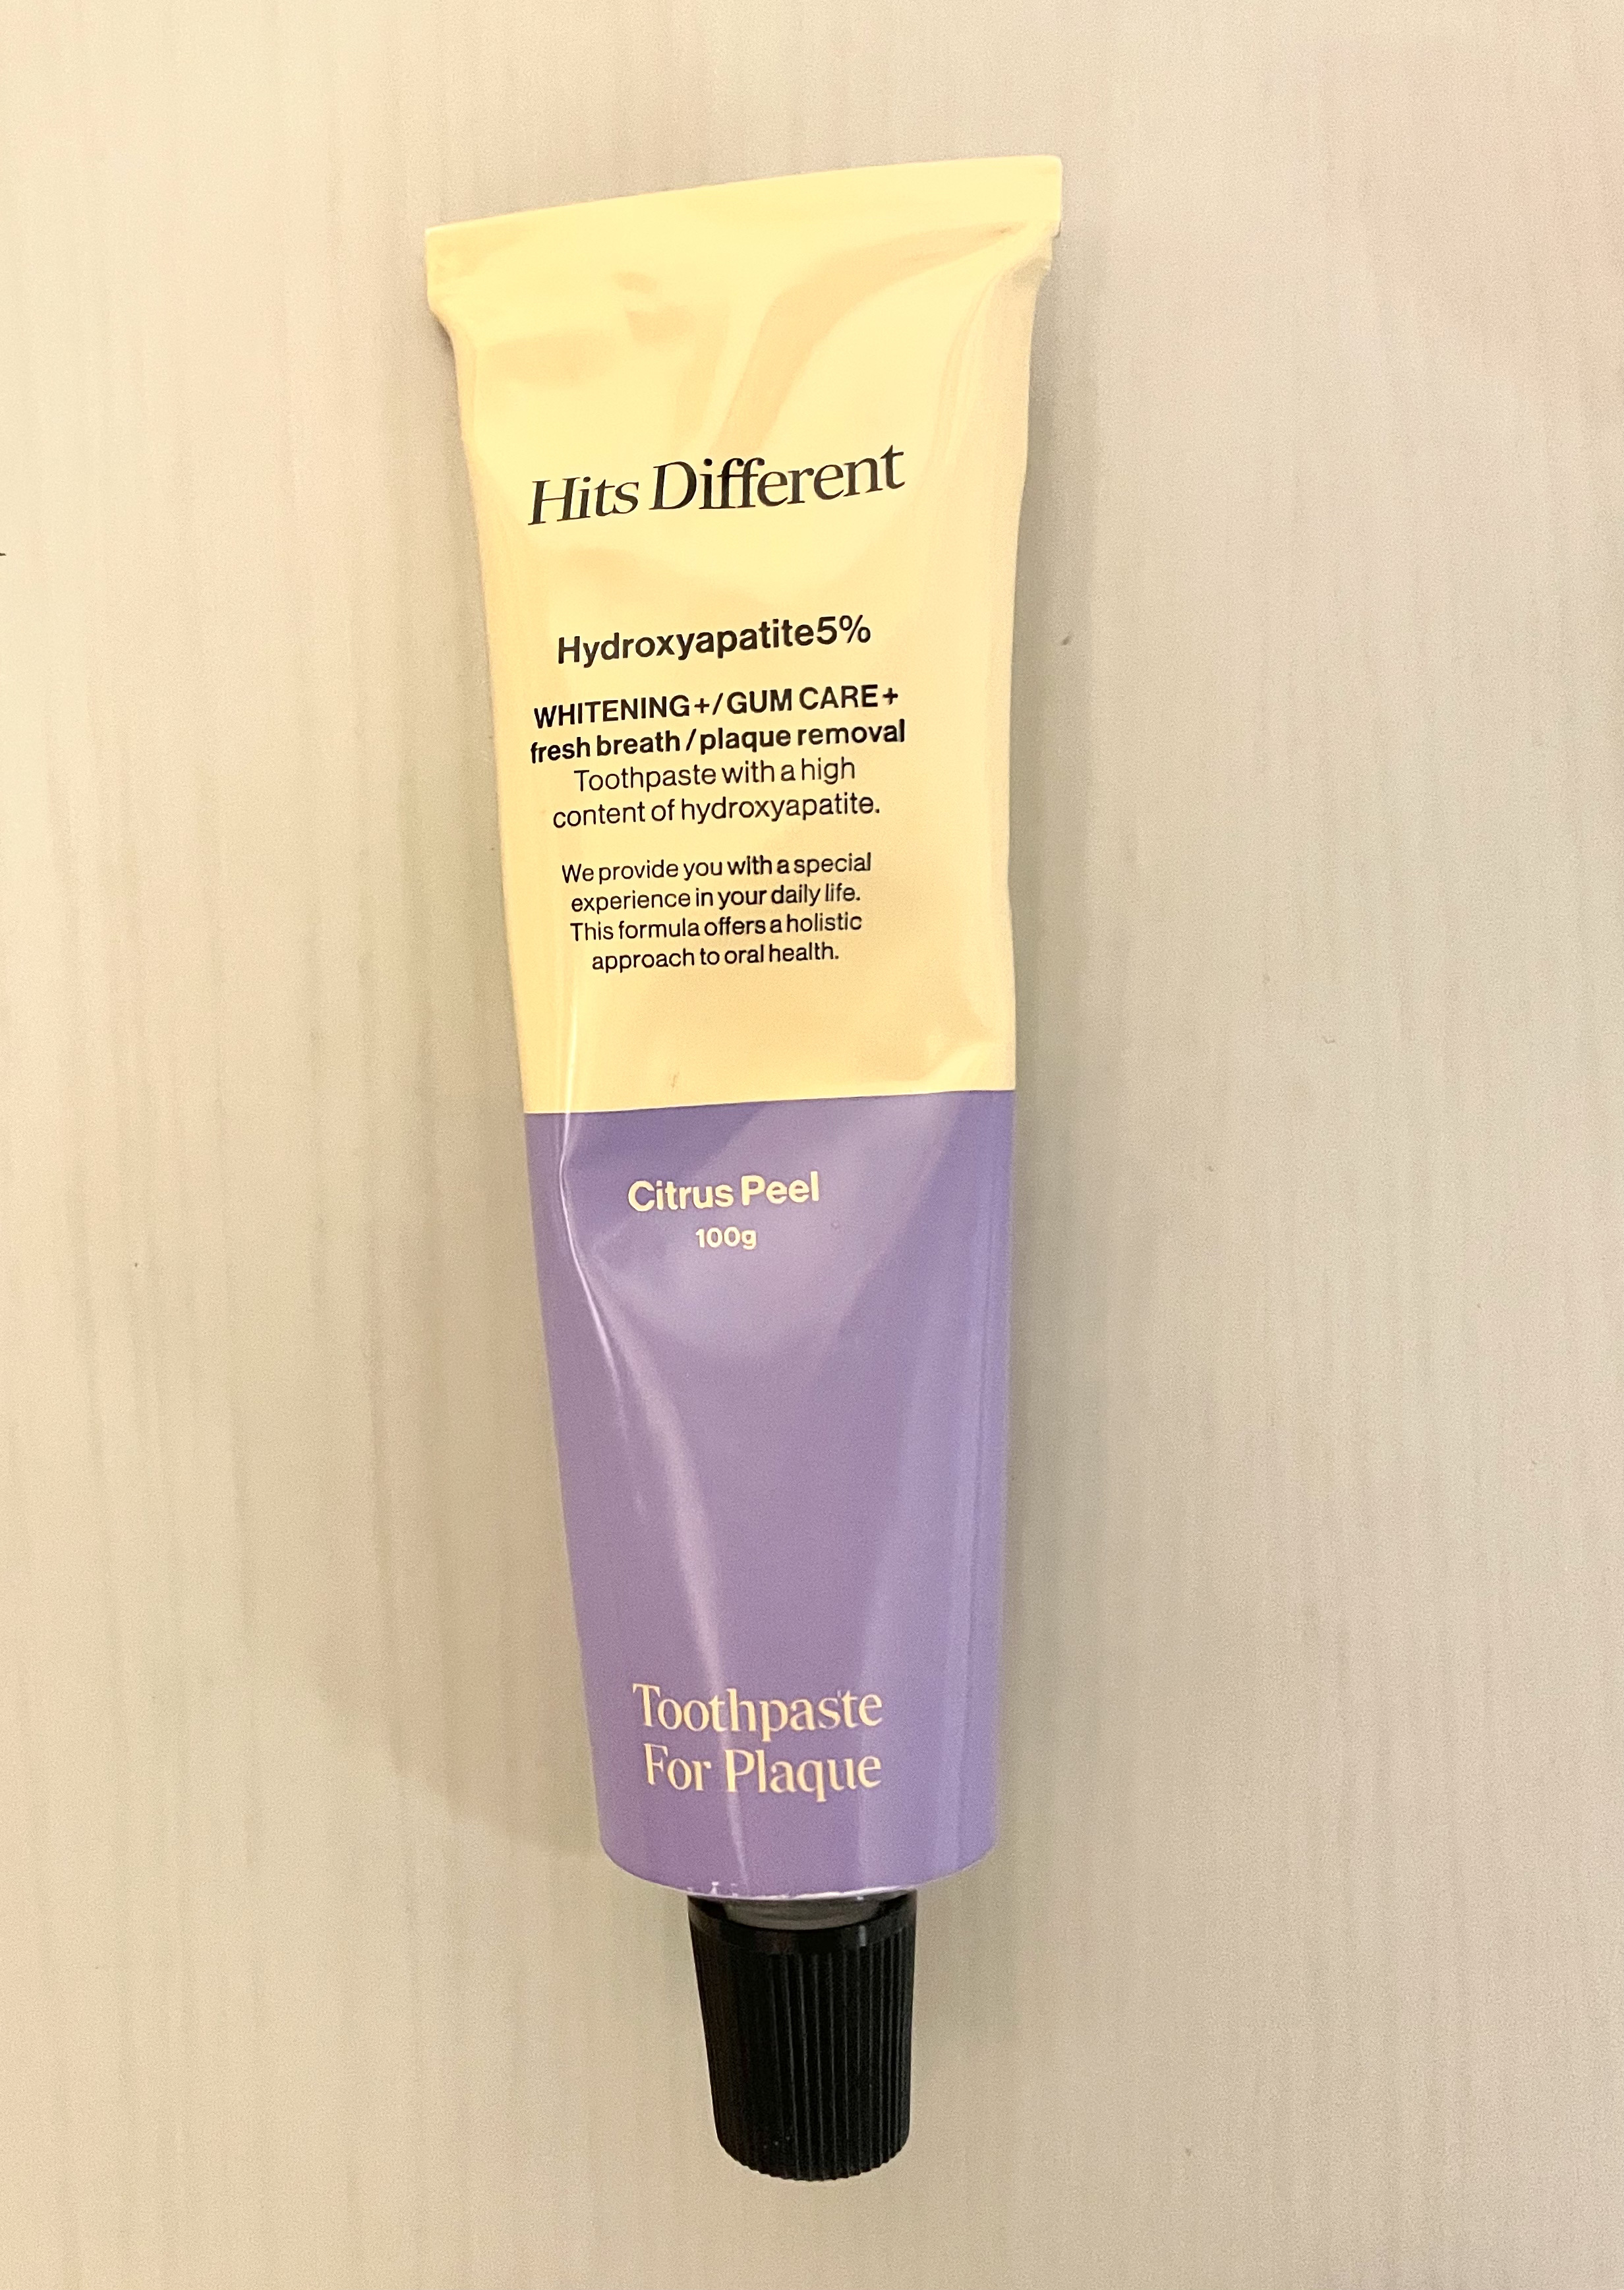 Hits Different
Hydroxyapatite5%
WHITENING+/GUM CARE+
fresh breath/plaque removal
Toothpaste with a high
content of hydroxyapatite.
We provide you with a special
experience in your daily life.
This formula offers a holistic
approach to oral health.
Citrus Peel
100g
Toothpaste
For Plaque